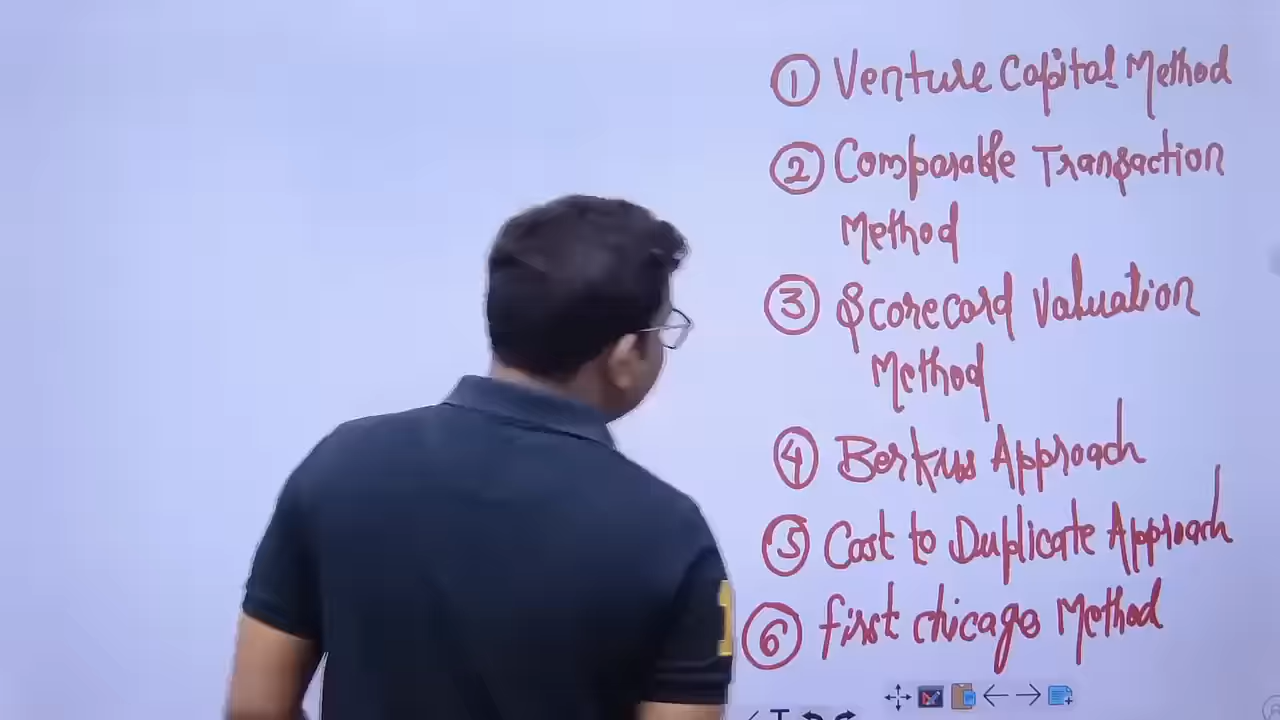 ① Venture Capital Method
② Comparable Transaction
Method
③ Scorecard Valuation
Method
④ Berkus Approach
⑤ Cost to Duplicate Approach
⑥ first chicago Method
1